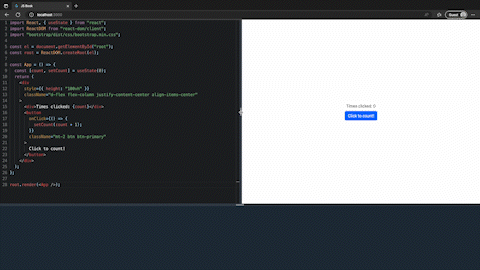 JS Book
localhost:3000
Guest
1 import React, { useState } from "react";
2 import ReactDOM from "react-dom/client";
3 import "bootstrap/dist/css/bootstrap.min.css";
4
5 const el = document.getElementById("root");
6 const root = ReactDOM.createRoot(el);
7
8 const App = () => {
9 const [count, setCount] = useState(0);
10 return (
11 <div
12 style={{ height: "100vh" }}
13 className="d-flex flex-column justify-content-center align-items-center"
14 >
15 <div>Times clicked: {count}</div>
16 <button
17 onClick={() => {
18 setCount(count + 1);
19 }}
20 className="mt-2 btn btn-primary"
21 >
22 Click to count!
23 </button>
24 </div>
25 );
26 };
27
28 root.render(<App />);
Times clicked: 0
Click to count!